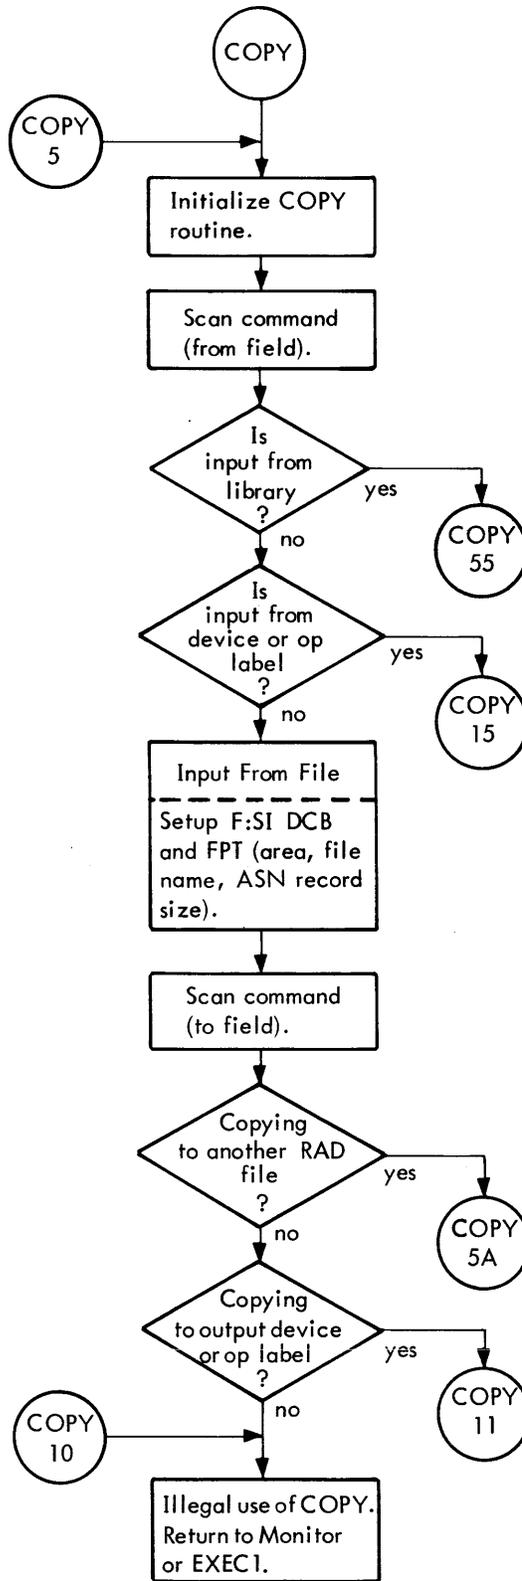 COPY
COPY
5
Initialize COPY
routine.
Scan command
(from field).
Is
input from
library
?
yes
no
COPY
55
Is
input from
device or op
label
?
yes
no
COPY
15
Input From File
Setup F:SI DCB
and FPT (area, file
name, ASN record
size).
Scan command
(to field).
Copying
to another RAD
file
?
yes
no
COPY
5A
Copying
to output device
or op label
?
yes
no
COPY
11
COPY
10
Illegal use of COPY.
Return to Monitor
or EXEC1.